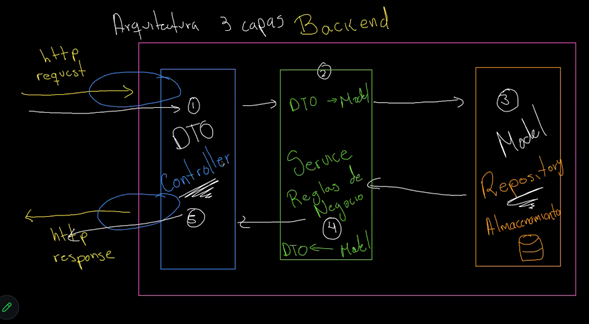 Arquitectura 3 capas Backend
http
request
1
DTO
Controller
5
http
response
2
DTO → Model
Service
Reglas de
Negocio
4
DTO ← Model
3
Model
Repository
Almacenamiento